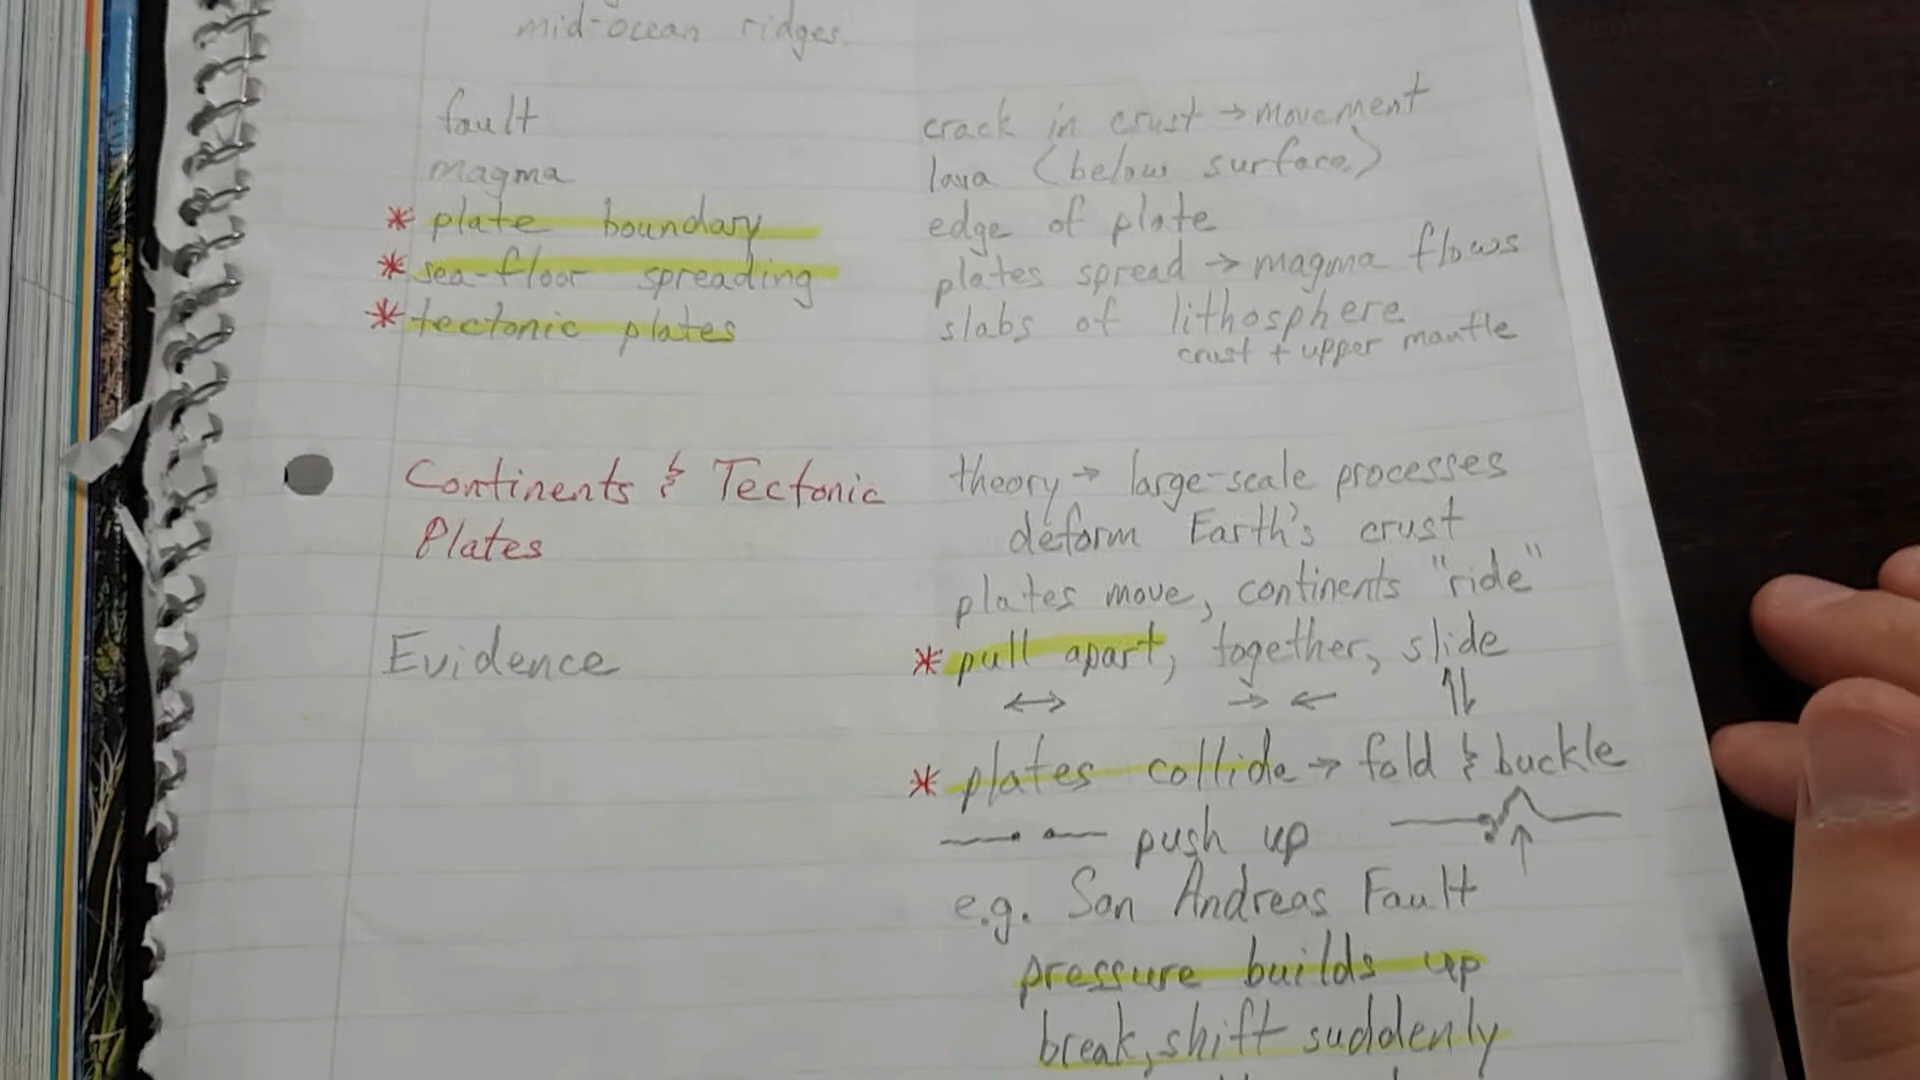 mid-ocean ridges.
fault crack in crust → movement
magma lava (below surface)
* plate boundary edge of plate
* sea-floor spreading plates spread → magma flows
* tectonic plates slabs of lithosphere
crust + upper mantle
Continents & Tectonic theory → large-scale processes
Plates deform Earth's crust
plates move, continents "ride"
Evidence * pull apart, together, slide
* plates collide → fold & buckle
push up
e.g. San Andreas Fault
pressure builds up
break, shift suddenly